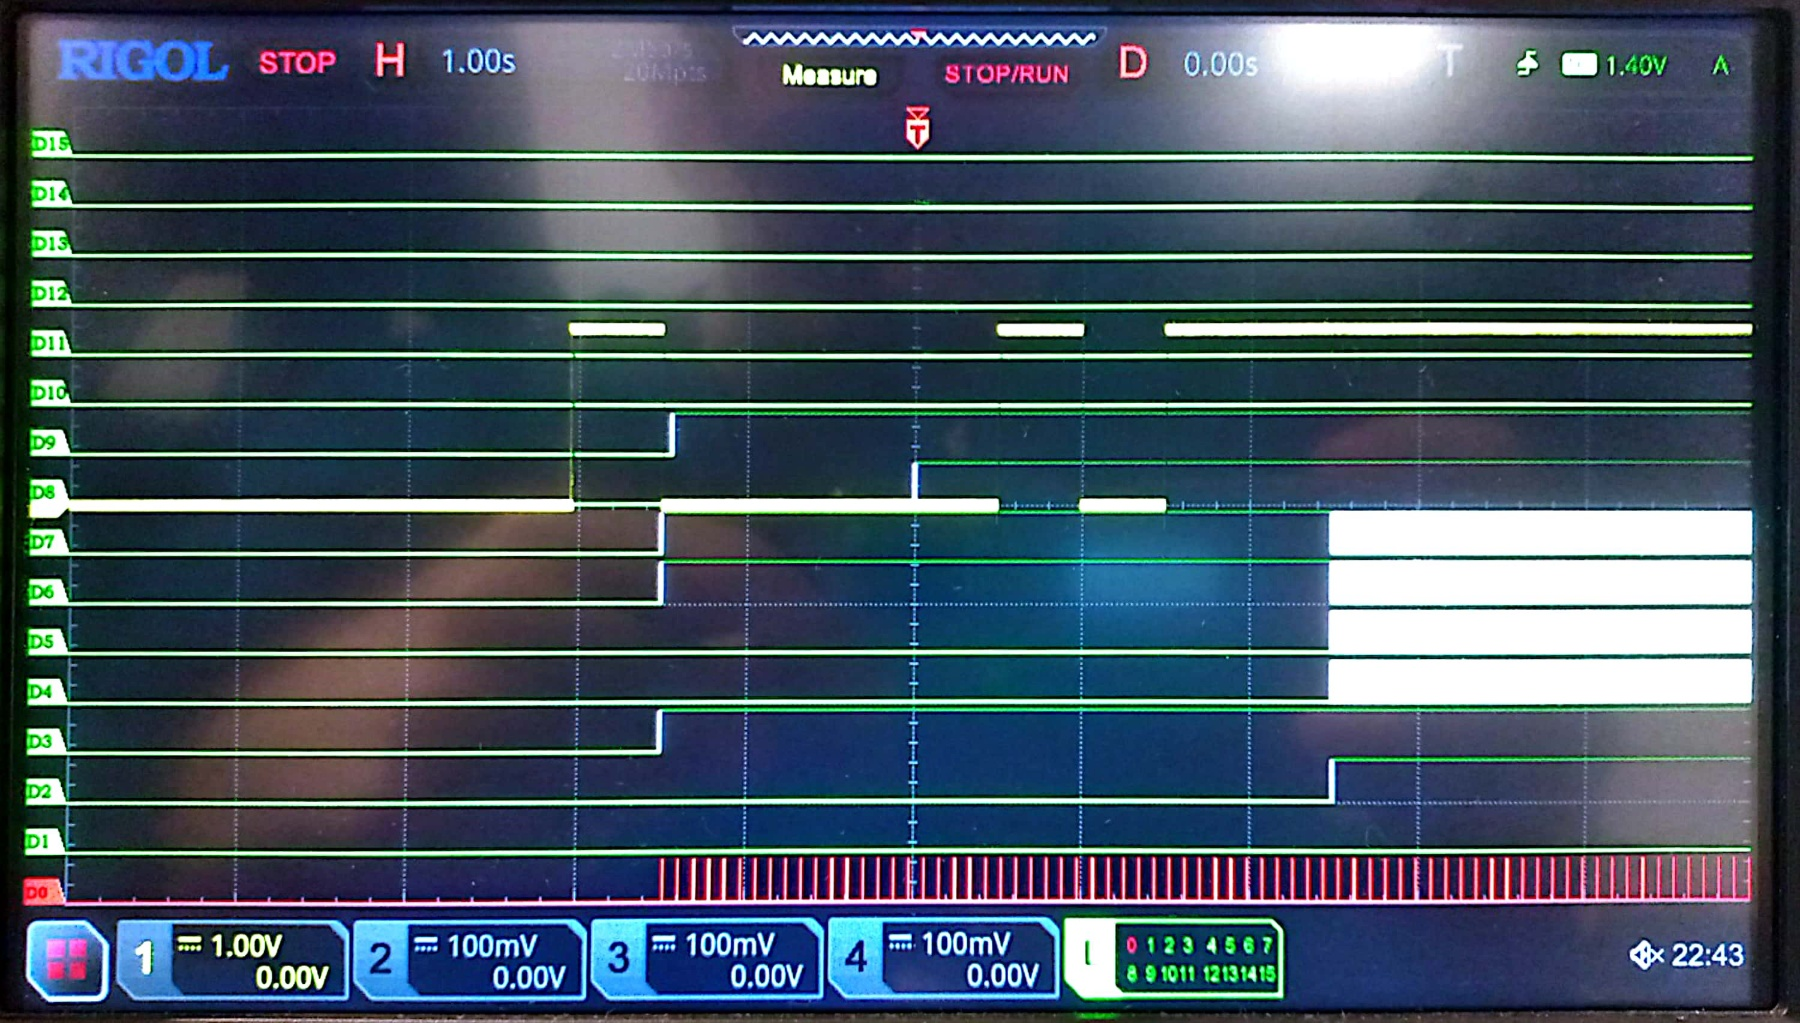 RIGOL STOP H 1.00s Measure STOP/RUN D 0.00s T 1.40V A
T
D15
D14
D13
D12
D11
D10
D9
D8
D7
D6
D5
D4
D3
D2
D1
D0
1 1.00V 0.00V
2 100mV 0.00V
3 100mV 0.00V
4 100mV 0.00V
L 0 1 2 3 4 5 6 7
8 9 10 11 12 13 14 15
22:43